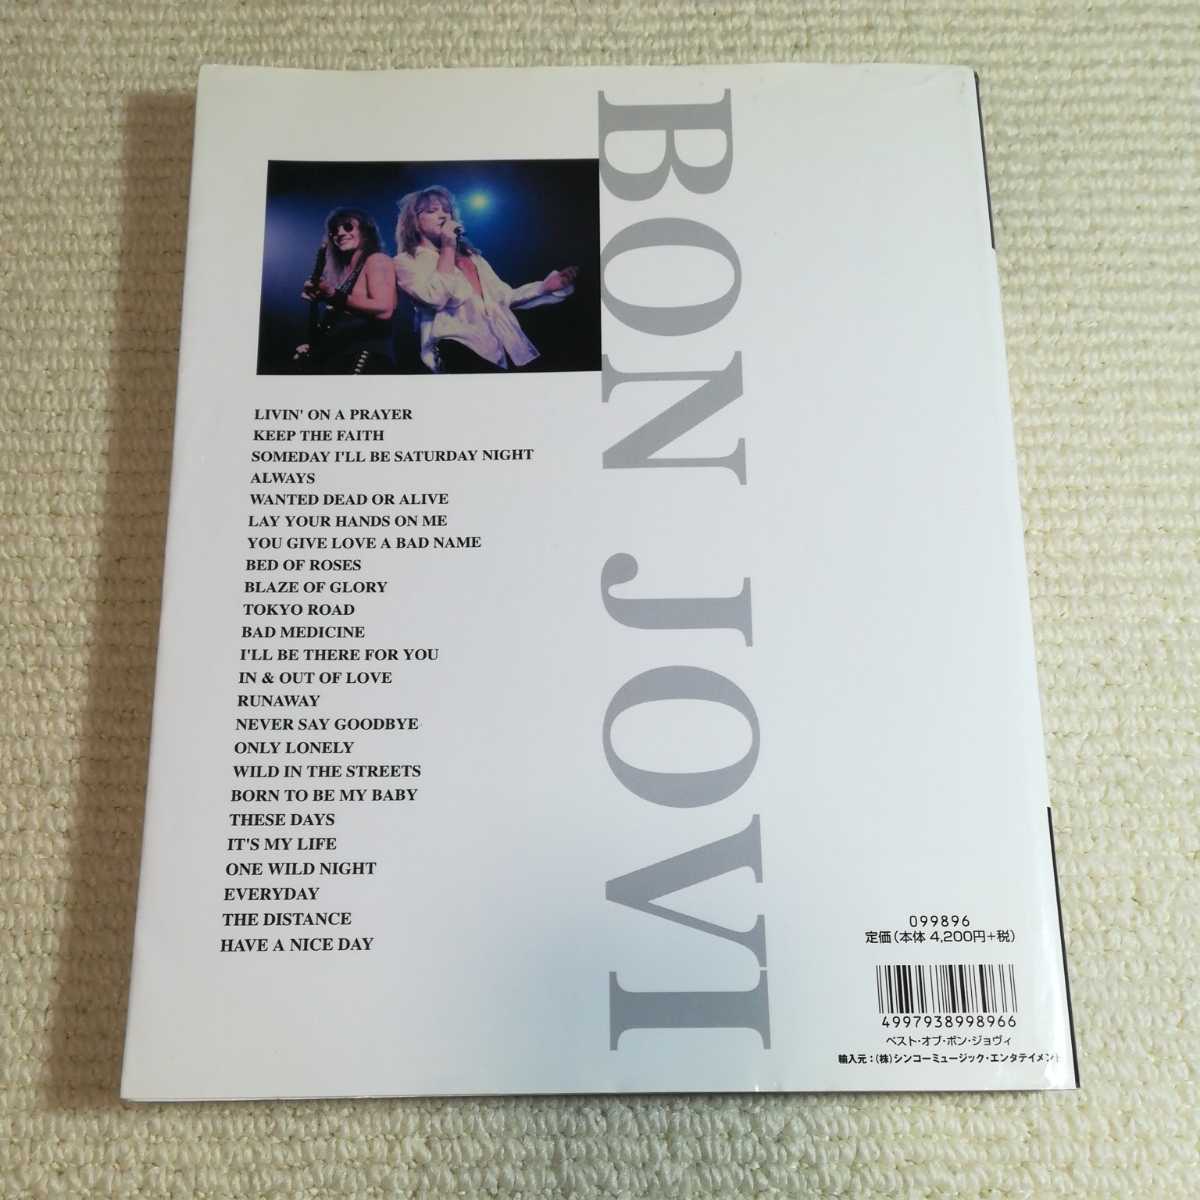 BON JOVI
LIVIN' ON A PRAYER
KEEP THE FAITH
SOMEDAY I'LL BE SATURDAY NIGHT
ALWAYS
WANTED DEAD OR ALIVE
LAY YOUR HANDS ON ME
YOU GIVE LOVE A BAD NAME
BED OF ROSES
BLAZE OF GLORY
TOKYO ROAD
BAD MEDICINE
I'LL BE THERE FOR YOU
IN & OUT OF LOVE
RUNAWAY
NEVER SAY GOODBYE
ONLY LONELY
WILD IN THE STREETS
BORN TO BE MY BABY
THESE DAYS
IT'S MY LIFE
ONE WILD NIGHT
EVERYDAY
THE DISTANCE
HAVE A NICE DAY
099896
定価(本体 4,200円+税)
4997938998966
ベスト・オブ・ボン・ジョヴィ
輸入元:(株)シンコーミュージック・エンタテイメント